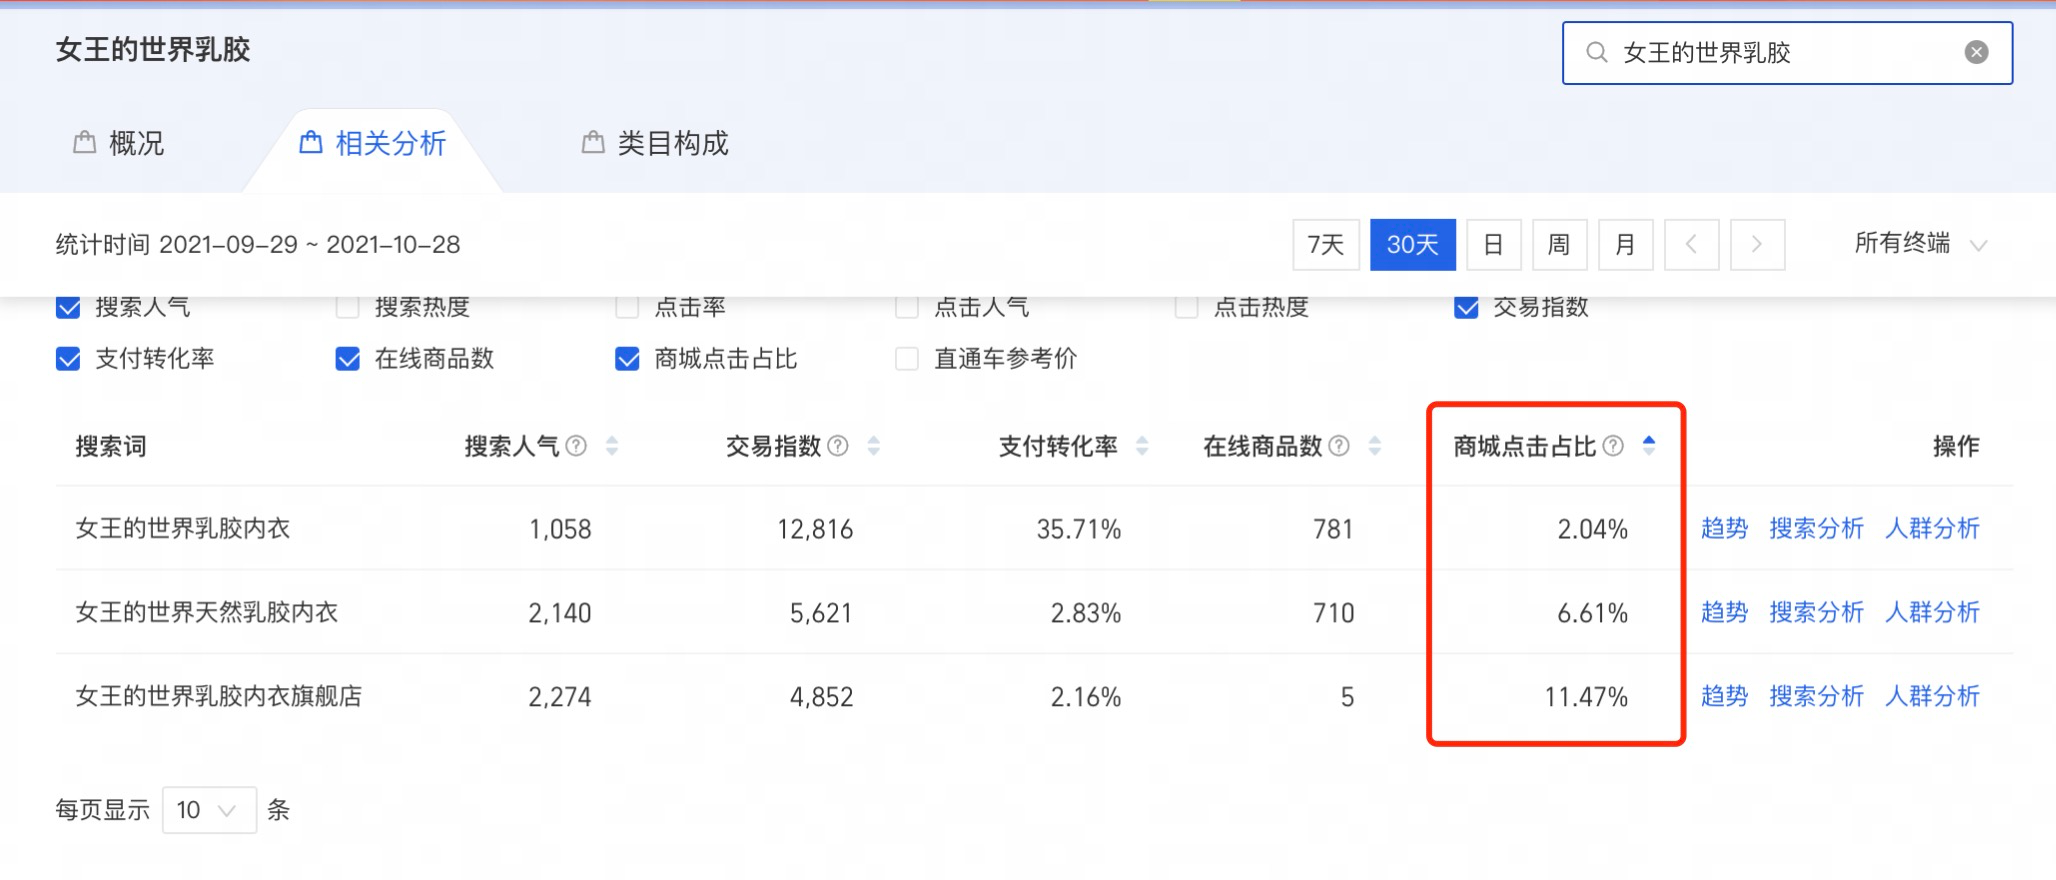 女王的世界乳胶
女王的世界乳胶
概况 相关分析 类目构成
统计时间 2021-09-29 ~ 2021-10-28 7天 30天 日 周 月 < > 所有终端
搜索人气 搜索热度 点击率 点击人气 点击热度 交易指数
支付转化率 在线商品数 商城点击占比 直通车参考价
搜索词 搜索人气 ? 交易指数 ? 支付转化率 在线商品数 ? 商城点击占比 ? 操作
女王的世界乳胶内衣 1,058 12,816 35.71% 781 2.04% 趋势 搜索分析 人群分析
女王的世界天然乳胶内衣 2,140 5,621 2.83% 710 6.61% 趋势 搜索分析 人群分析
女王的世界乳胶内衣旗舰店 2,274 4,852 2.16% 5 11.47% 趋势 搜索分析 人群分析
每页显示 10 条